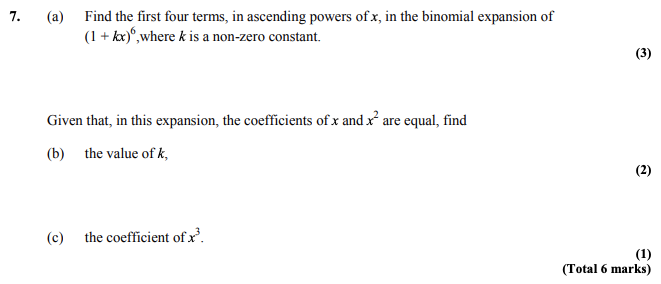 7. (a) Find the first four terms, in ascending powers of x, in the binomial expansion of
(1 + kx)⁶,where k is a non-zero constant.
(3)
Given that, in this expansion, the coefficients of x and x² are equal, find
(b) the value of k,
(2)
(c) the coefficient of x³.
(1)
(Total 6 marks)